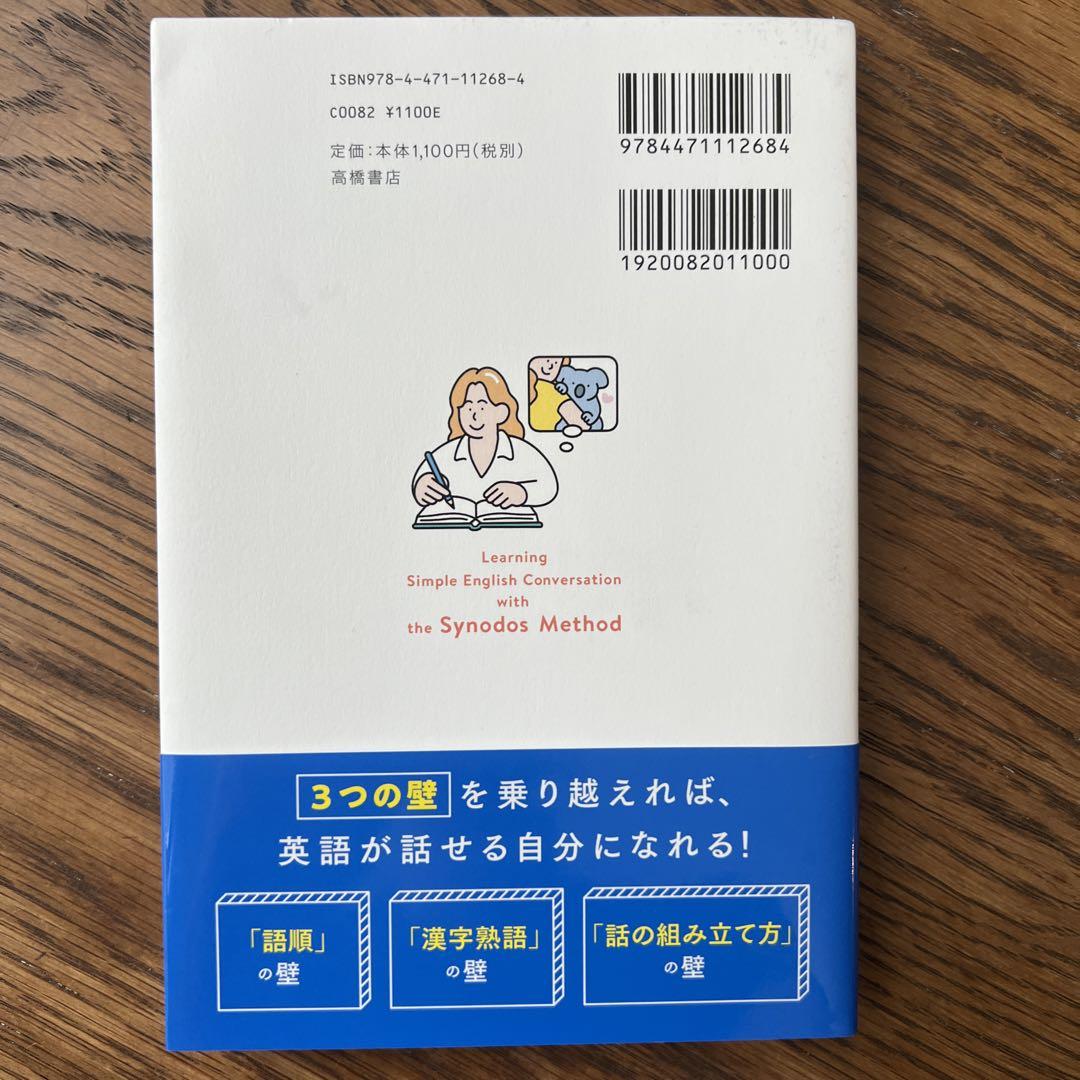 ISBN978-4-471-11268-4
C0082 ¥1100E
定価:本体1,100円(税別)
高橋書店
9784471112684
1920082011000
Learning
Simple English Conversation
with
the Synodos Method
3つの壁を乗り越えれば、
英語が話せる自分になれる!
「語順」
の壁
「漢字熟語」
の壁
「話の組み立て方」
の壁